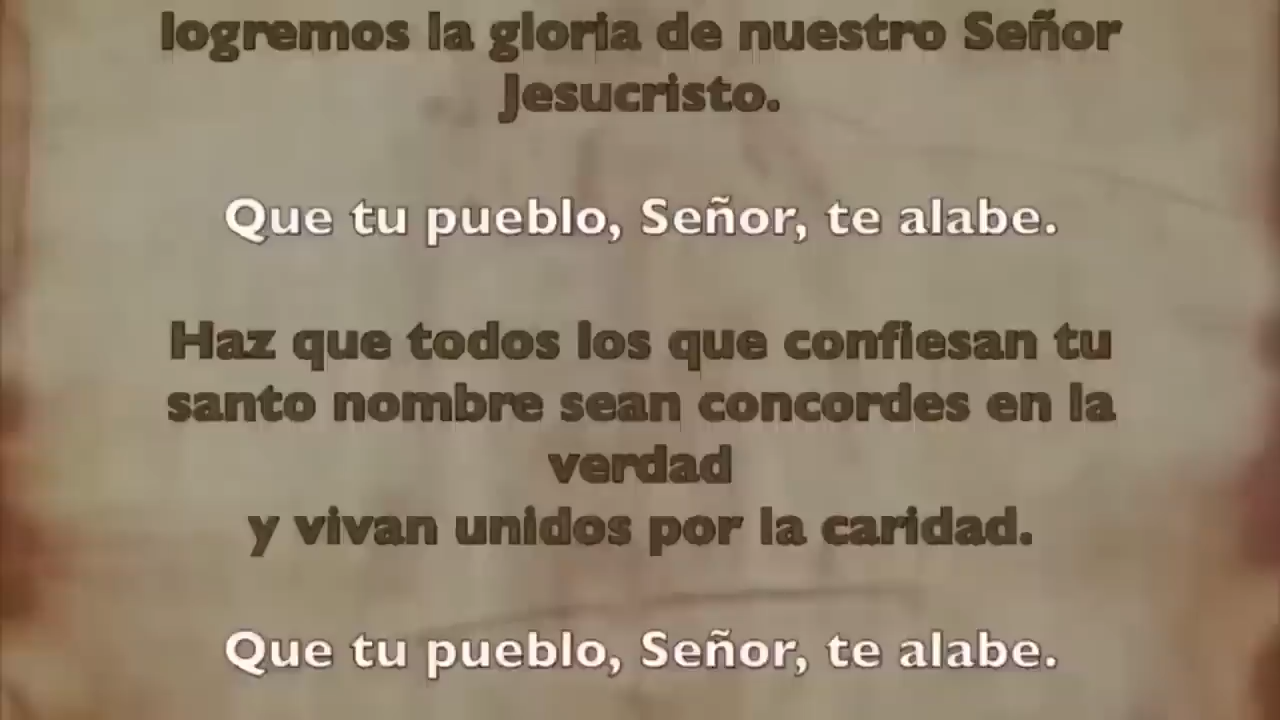 logremos la gloria de nuestro Señor
Jesucristo.
Que tu pueblo, Señor, te alabe.
Haz que todos los que confiesan tu
santo nombre sean concordes en la
verdad
y vivan unidos por la caridad.
Que tu pueblo, Señor, te alabe.